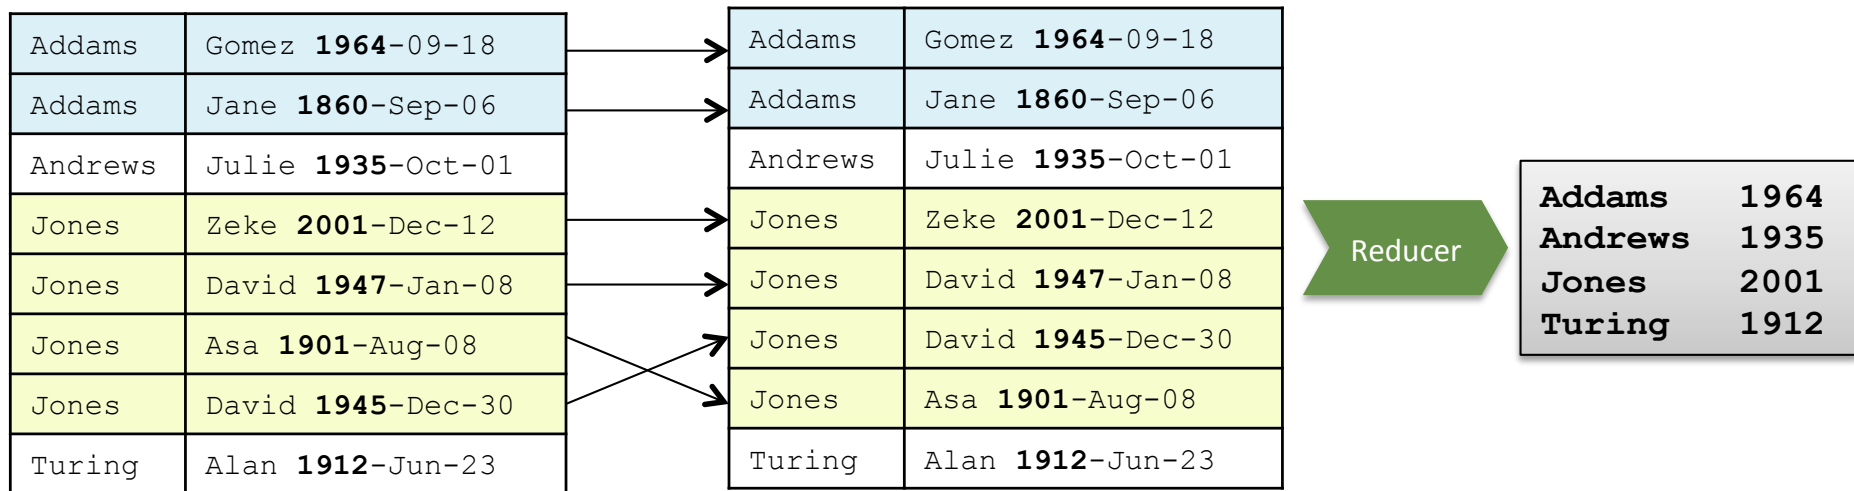 Addams Gomez 1964-09-18
Addams Jane 1860-Sep-06
Andrews Julie 1935-Oct-01
Jones Zeke 2001-Dec-12
Jones David 1947-Jan-08
Jones Asa 1901-Aug-08
Jones David 1945-Dec-30
Turing Alan 1912-Jun-23
Addams Gomez 1964-09-18
Addams Jane 1860-Sep-06
Andrews Julie 1935-Oct-01
Jones Zeke 2001-Dec-12
Jones David 1947-Jan-08
Jones David 1945-Dec-30
Jones Asa 1901-Aug-08
Turing Alan 1912-Jun-23
Reducer
Addams 1964
Andrews 1935
Jones 2001
Turing 1912